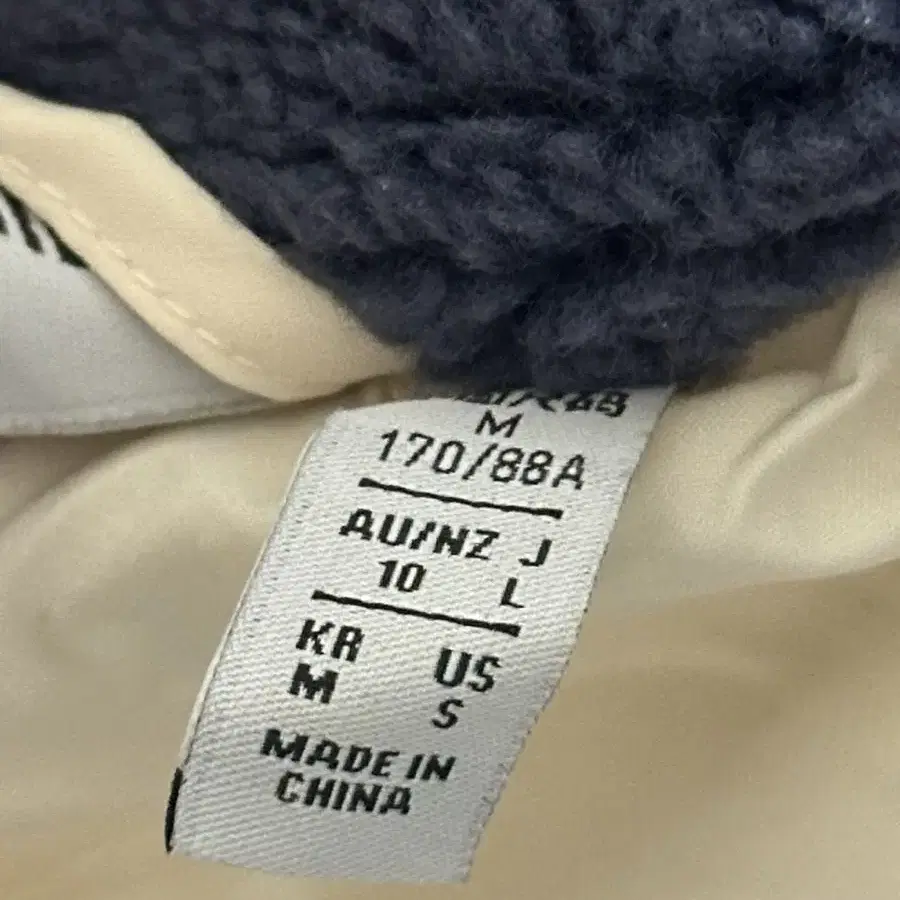 M
170/88A
AU/NZ J
10 L
KR US
M S
MADE IN
CHINA